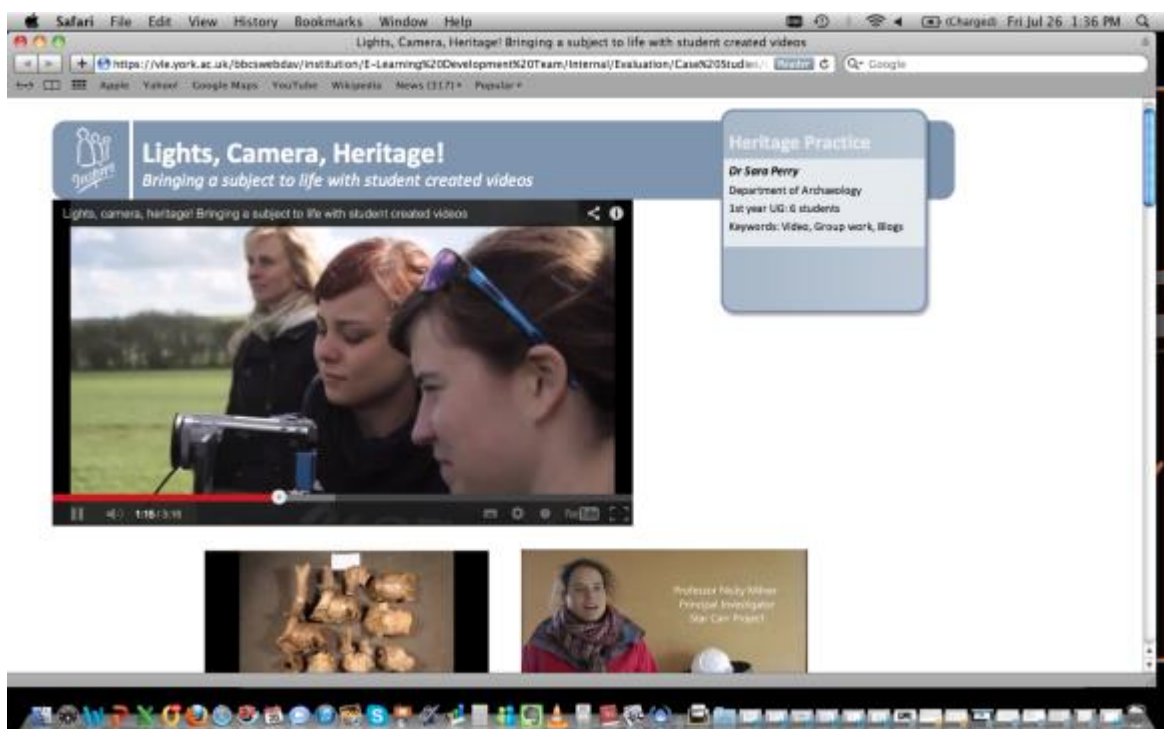 Safari File Edit View History Bookmarks Window Help (Charged) Fri Jul 26 1:36 PM
Lights, Camera, Heritage! Bringing a subject to life with student created videos
https://vle.york.ac.uk/bbcswebdav/institution/E-Learning%20Development%20Team/Internal/Evaluation/Case%20Studies/ Reader Google
Apple Yahoo! Google Maps YouTube Wikipedia News (317) Popular
Lights, Camera, Heritage!
Bringing a subject to life with student created videos
Heritage Practice
Dr Sara Perry
Department of Archaeology
1st year UG: 6 students
Keywords: Video, Group work, Blogs
Lights, camera, heritage! Bringing a subject to life with student created videos
1:16 / 3:16 YouTube
Professor Nicky Milner
Principal Investigator
Star Carr Project